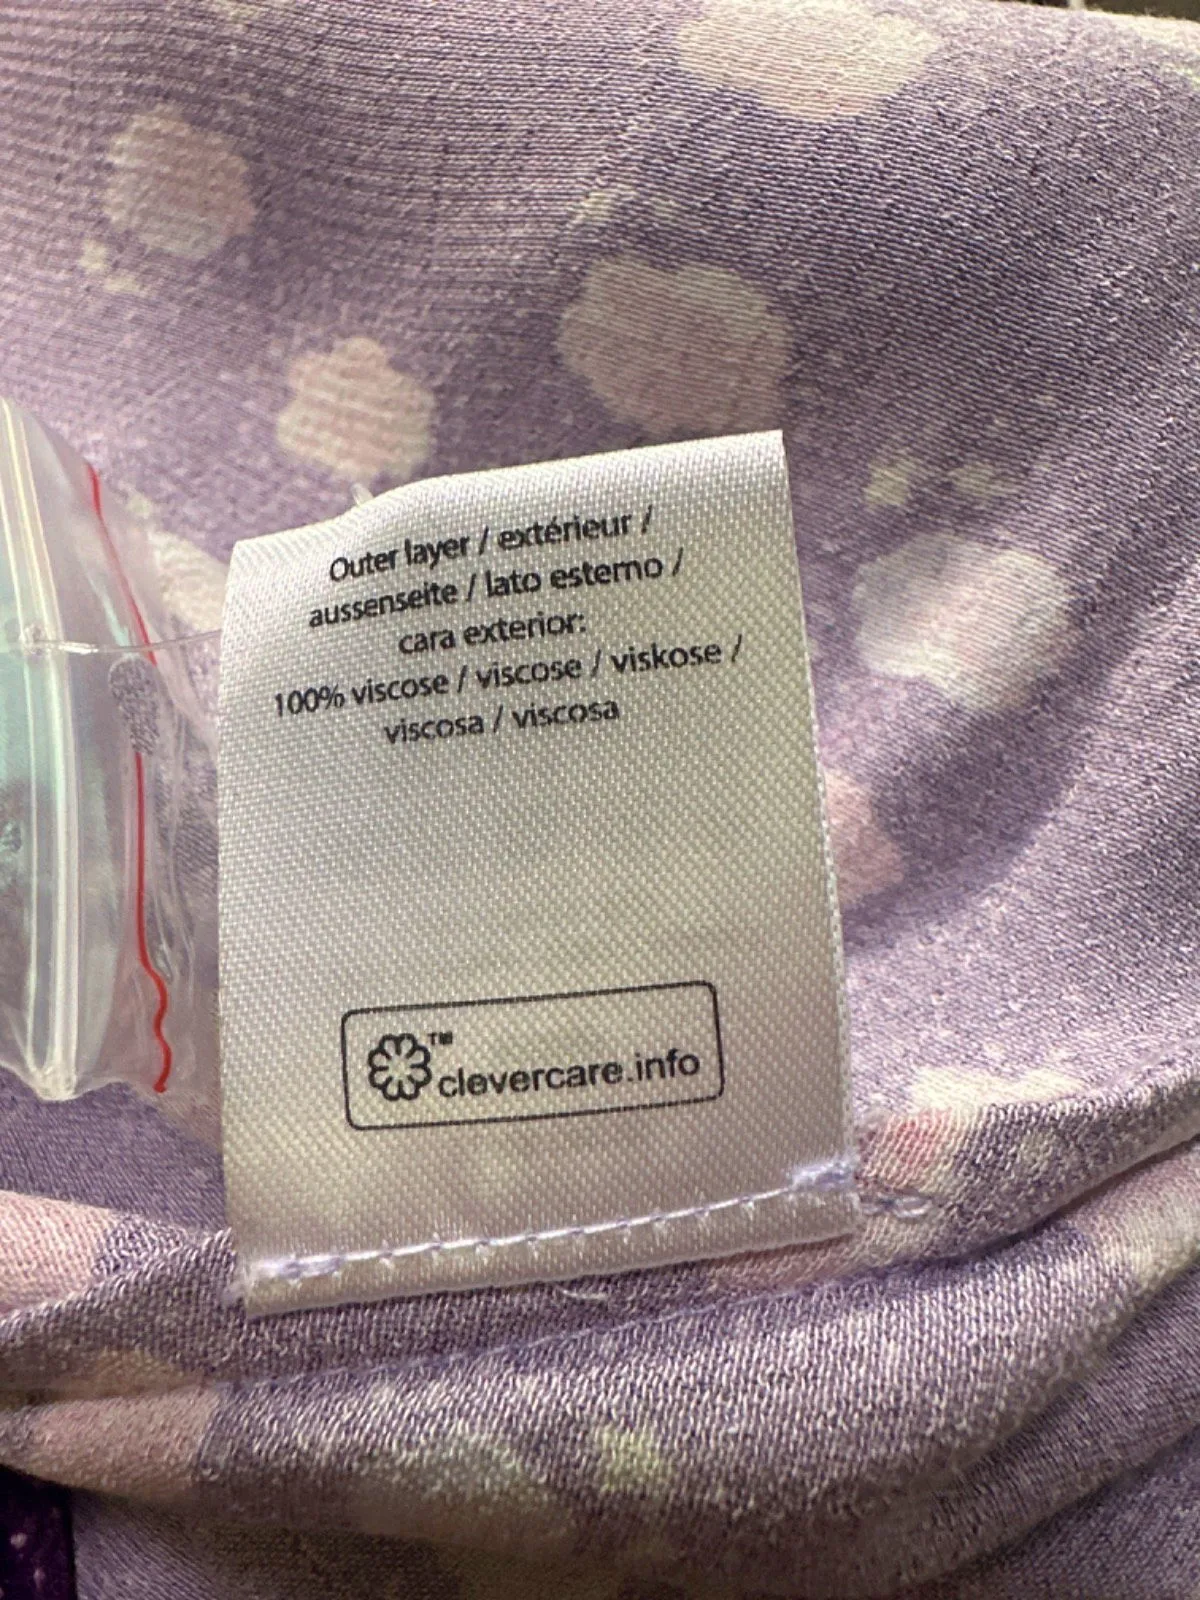 Outer layer / extérieur /
aussenseite / lato esterno /
cara exterior:
100% viscose / viscose / viskose /
viscosa / viscosa
™
clevercare.info